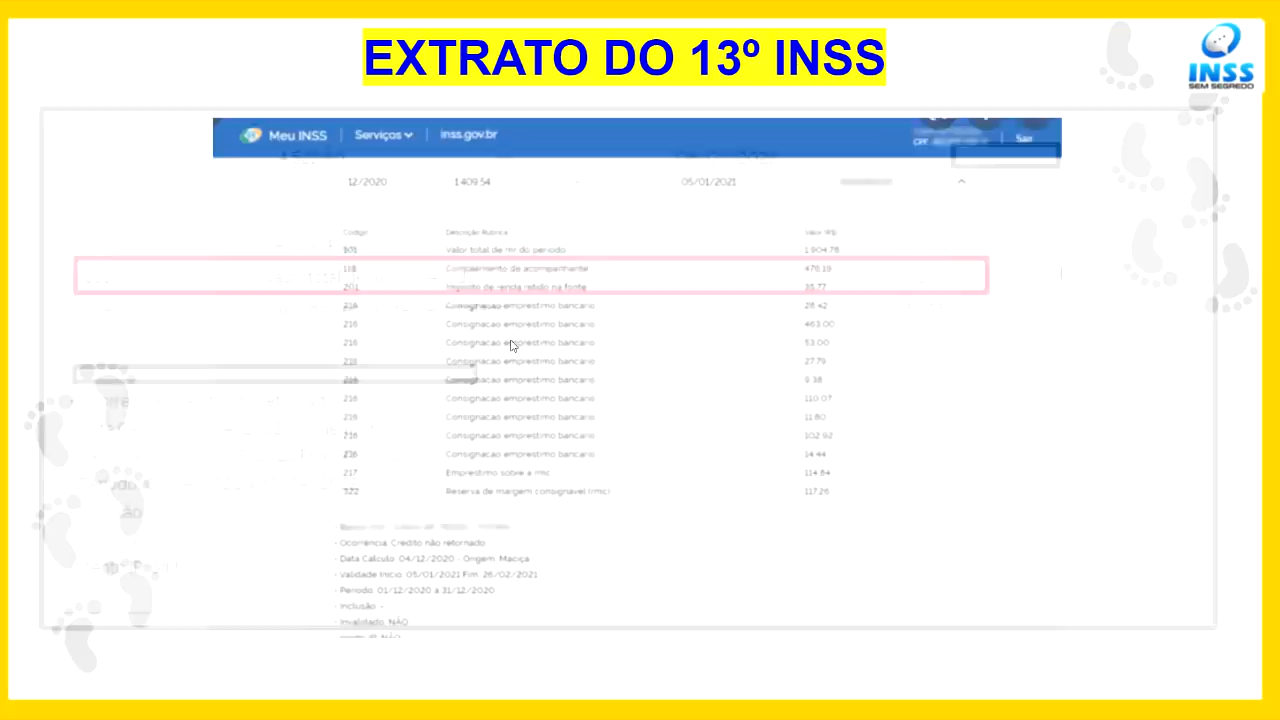 EXTRATO DO 13º INSS
INSS
SEM SEGREDO
Meu INSS | Serviços | inss.gov.br
CPF Sair
12/2020 1.409,54 - 05/01/2021
Código Descrição Rubrica Valor (R$)
101 Valor total de mr do periodo 1.904,78
118 Complemento de acompanhante 476,19
201 Imposto de renda retido na fonte 35,77
216 Consignacao emprestimo bancario 28,42
216 Consignacao emprestimo bancario 463,00
216 Consignacao emprestimo bancario 53,00
216 Consignacao emprestimo bancario 27,79
216 Consignacao emprestimo bancario 9,38
216 Consignacao emprestimo bancario 110,07
216 Consignacao emprestimo bancario 11,80
216 Consignacao emprestimo bancario 102,92
216 Consignacao emprestimo bancario 14,44
217 Emprestimo sobre a rmc 114,84
322 Reserva de margem consignavel (rmc) 117,26
- Ocorrência: Credito não retornado
- Data Cálculo: 04/12/2020 - Origem: Maciça
- Validade Início: 05/01/2021 Fim: 26/02/2021
- Período: 01/12/2020 a 31/12/2020
- Inclusão: -
- Invalidado: NÃO